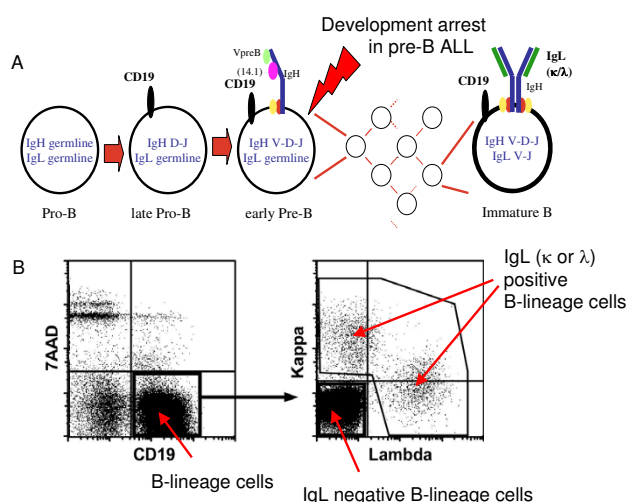 Development arrest
in pre-B ALL
A
VpreB
(14.1)
IgH
CD19
CD19
IgL
(κ/λ)
CD19
IgH
IgH germline
IgL germline
IgH D-J
IgL germline
IgH V-D-J
IgL germline
IgH V-D-J
IgL V-J
Pro-B
late Pro-B
early Pre-B
Immature B
B
7AAD
CD19
B-lineage cells
Kappa
Lambda
IgL (κ or λ)
positive
B-lineage cells
IgL negative B-lineage cells